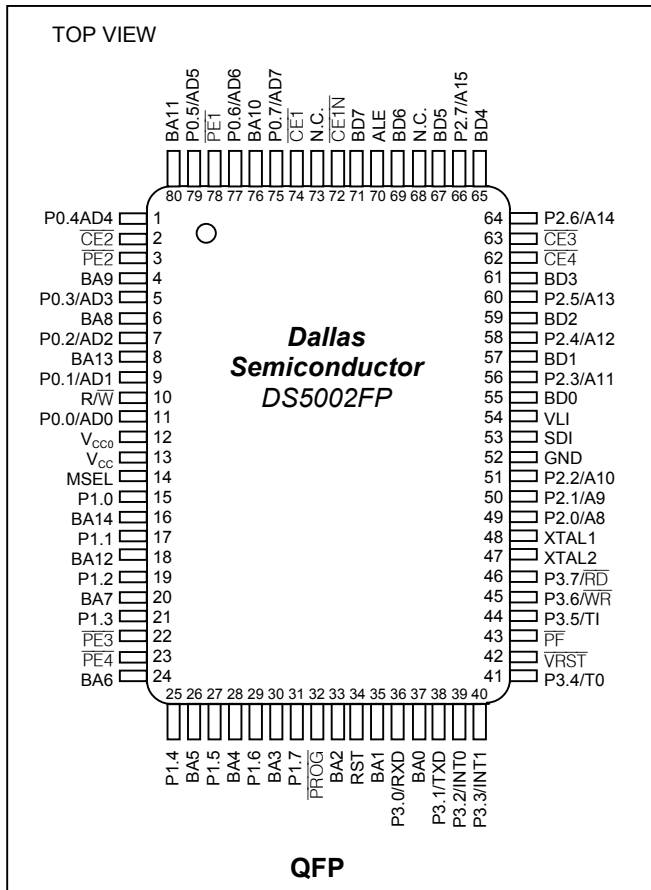 TOP VIEW
BA11
P0.5/AD5
PE1
P0.6/AD6
BA10
P0.7/AD7
CE1
N.C.
CE1N
BD7
ALE
BD6
N.C.
BD5
P2.7/A15
BD4
80 79 78 77 76 75 74 73 72 71 70 69 68 67 66 65
P0.4AD4 1
CE2 2
PE2 3
BA9 4
P0.3/AD3 5
BA8 6
P0.2/AD2 7
BA13 8
P0.1/AD1 9
R/W 10
P0.0/AD0 11
VCC0 12
VCC 13
MSEL 14
P1.0 15
BA14 16
P1.1 17
BA12 18
P1.2 19
BA7 20
P1.3 21
PE3 22
PE4 23
BA6 24
Dallas
Semiconductor
DS5002FP
64 P2.6/A14
63 CE3
62 CE4
61 BD3
60 P2.5/A13
59 BD2
58 P2.4/A12
57 BD1
56 P2.3/A11
55 BD0
54 VLI
53 SDI
52 GND
51 P2.2/A10
50 P2.1/A9
49 P2.0/A8
48 XTAL1
47 XTAL2
46 P3.7/RD
45 P3.6/WR
44 P3.5/TI
43 PF
42 VRST
41 P3.4/T0
25 26 27 28 29 30 31 32 33 34 35 36 37 38 39 40
P1.4
BA5
P1.5
BA4
P1.6
BA3
P1.7
PROG
BA2
RST
BA1
P3.0/RXD
BA0
P3.1/TXD
P3.2/INT0
P3.3/INT1
QFP